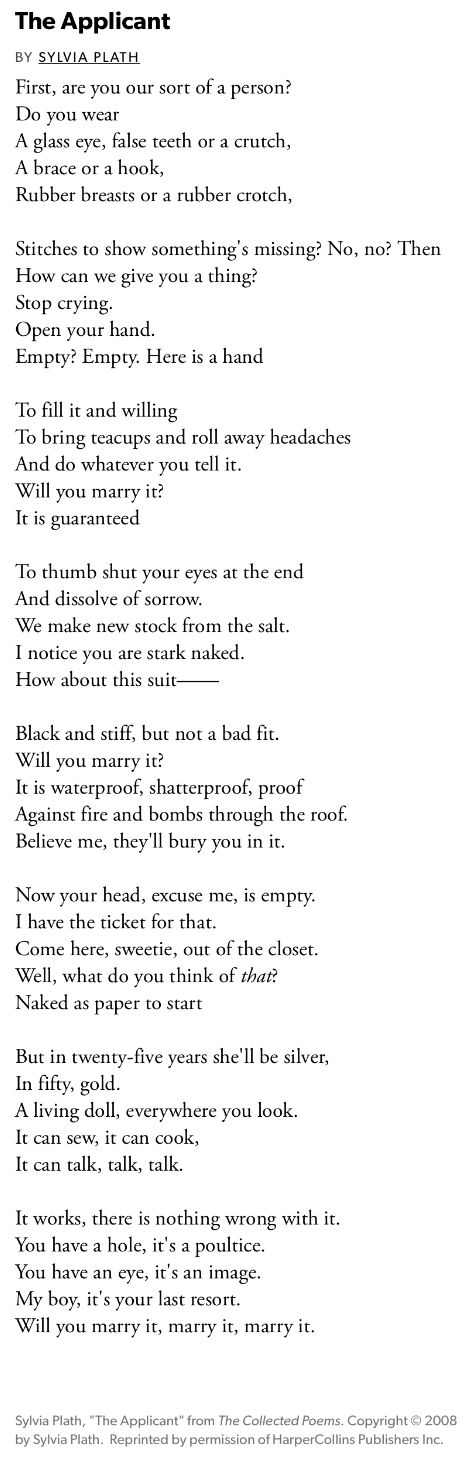 The Applicant
BY SYLVIA PLATH
First, are you our sort of a person?
Do you wear
A glass eye, false teeth or a crutch,
A brace or a hook,
Rubber breasts or a rubber crotch,
Stitches to show something's missing? No, no? Then
How can we give you a thing?
Stop crying.
Open your hand.
Empty? Empty. Here is a hand
To fill it and willing
To bring teacups and roll away headaches
And do whatever you tell it.
Will you marry it?
It is guaranteed
To thumb shut your eyes at the end
And dissolve of sorrow.
We make new stock from the salt.
I notice you are stark naked.
How about this suit——
Black and stiff, but not a bad fit.
Will you marry it?
It is waterproof, shatterproof, proof
Against fire and bombs through the roof.
Believe me, they'll bury you in it.
Now your head, excuse me, is empty.
I have the ticket for that.
Come here, sweetie, out of the closet.
Well, what do you think of that?
Naked as paper to start
But in twenty-five years she'll be silver,
In fifty, gold.
A living doll, everywhere you look.
It can sew, it can cook,
It can talk, talk, talk.
It works, there is nothing wrong with it.
You have a hole, it's a poultice.
You have an eye, it's an image.
My boy, it's your last resort.
Will you marry it, marry it, marry it.
Sylvia Plath, "The Applicant" from The Collected Poems. Copyright © 2008
by Sylvia Plath. Reprinted by permission of HarperCollins Publishers Inc.